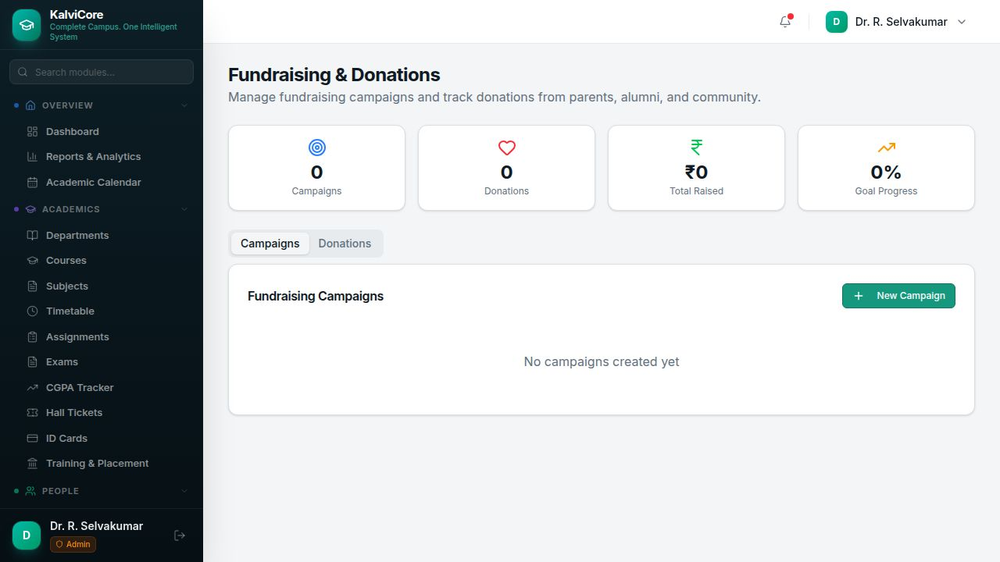 KalviCore
Complete Campus. One Intelligent
System
Search modules...
OVERVIEW
Dashboard
Reports & Analytics
Academic Calendar
ACADEMICS
Departments
Courses
Subjects
Timetable
Assignments
Exams
CGPA Tracker
Hall Tickets
ID Cards
Training & Placement
PEOPLE
D
Dr. R. Selvakumar
Admin
D
Dr. R. Selvakumar
Fundraising & Donations
Manage fundraising campaigns and track donations from parents, alumni, and community.
0
Campaigns
0
Donations
₹0
Total Raised
0%
Goal Progress
Campaigns
Donations
Fundraising Campaigns
New Campaign
No campaigns created yet